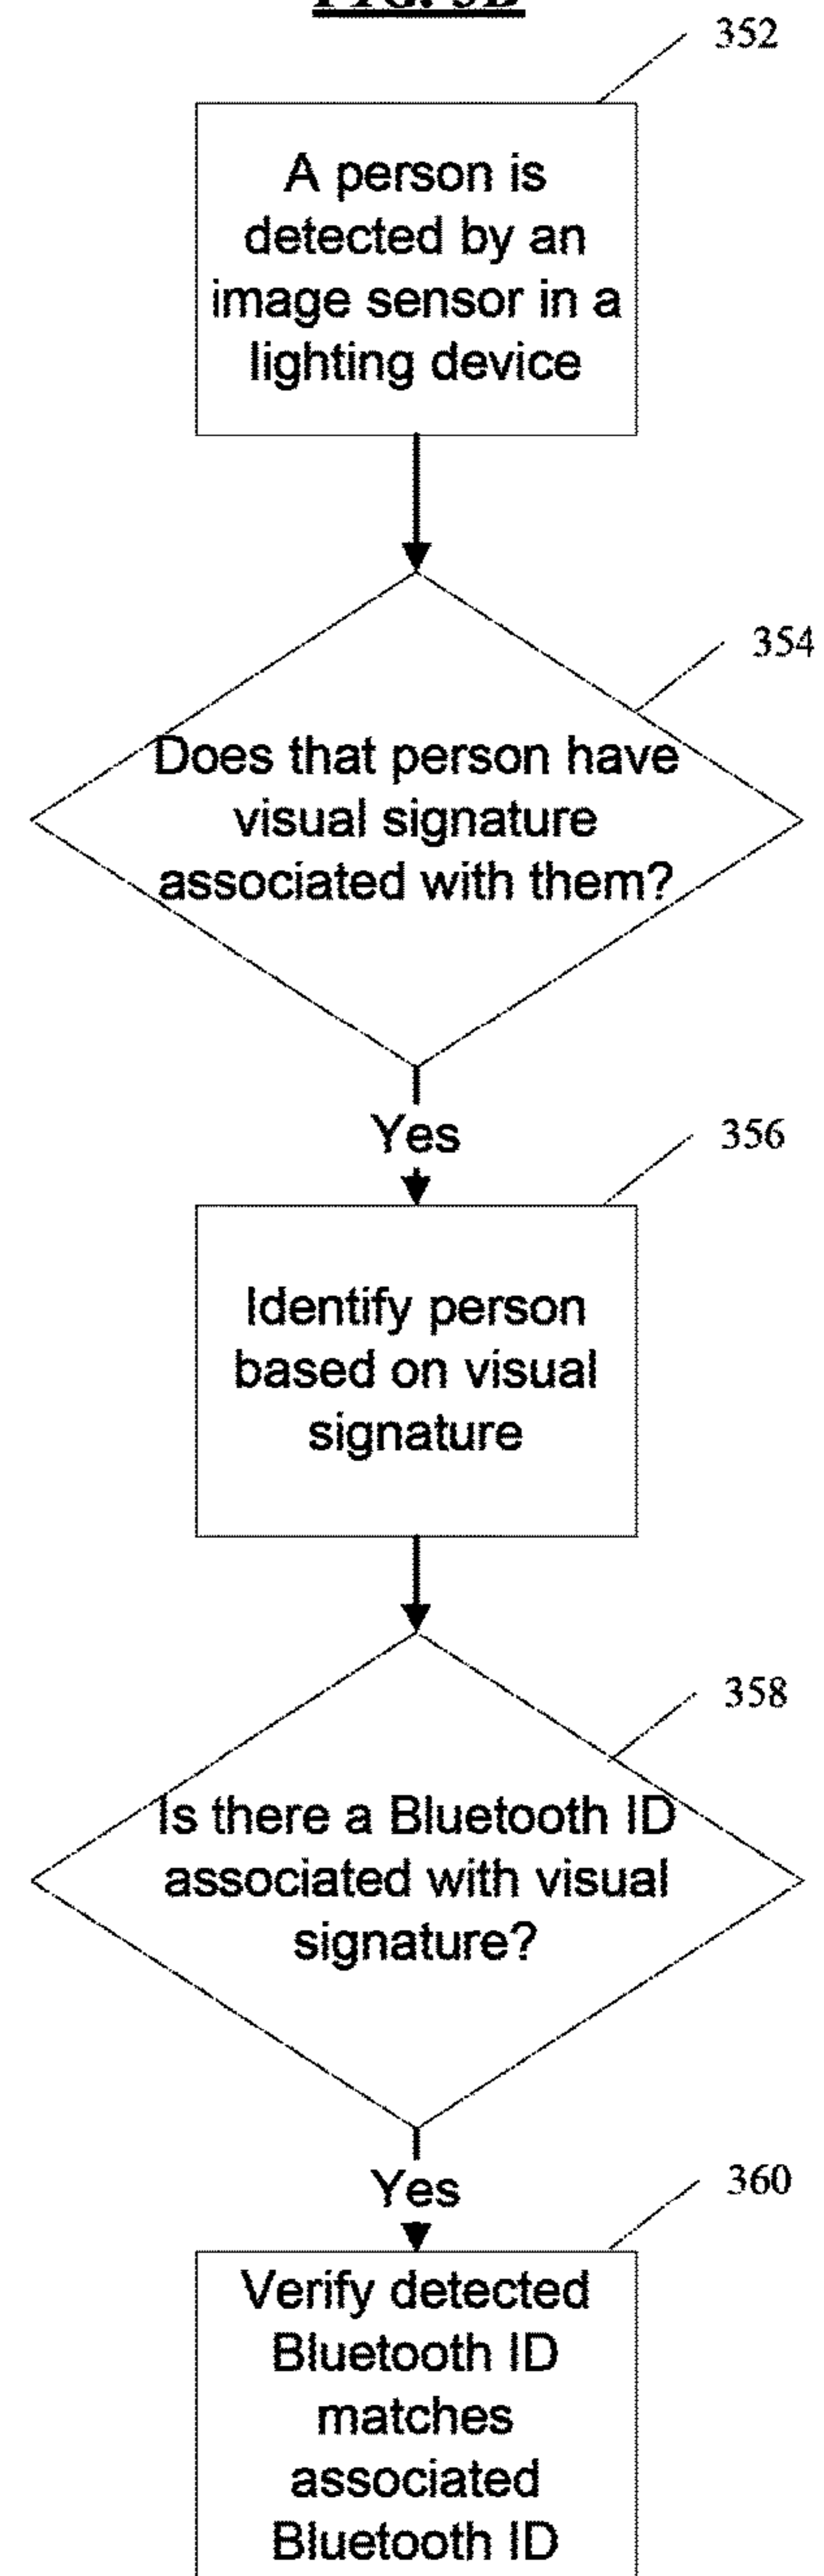 352
A person is
detected by an
image sensor in a
lighting device
354
Does that person have
visual signature
associated with them?
Yes
356
Identify person
based on visual
signature
358
Is there a Bluetooth ID
associated with visual
signature?
Yes
360
Verify detected
Bluetooth ID
matches
associated
Bluetooth ID